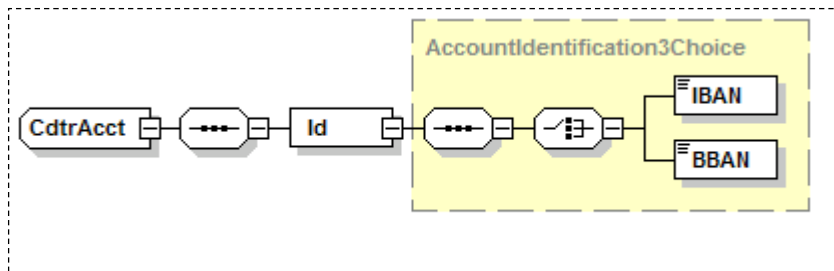 AccountIdentification3Choice
CdtrAcct
Id
IBAN
BBAN